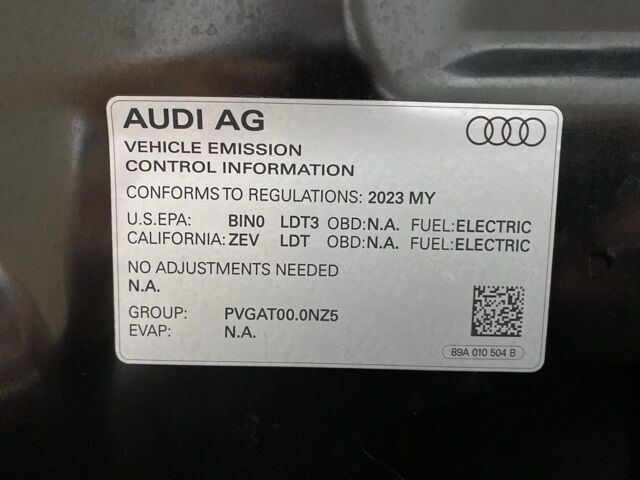 AUDI AG
VEHICLE EMISSION
CONTROL INFORMATION
CONFORMS TO REGULATIONS: 2023 MY
U.S.EPA: BIN0 LDT3 OBD:N.A. FUEL:ELECTRIC
CALIFORNIA: ZEV LDT OBD:N.A. FUEL:ELECTRIC
NO ADJUSTMENTS NEEDED
N.A.
GROUP: PVGAT00.0NZ5
EVAP: N.A.
89A 010 504 B